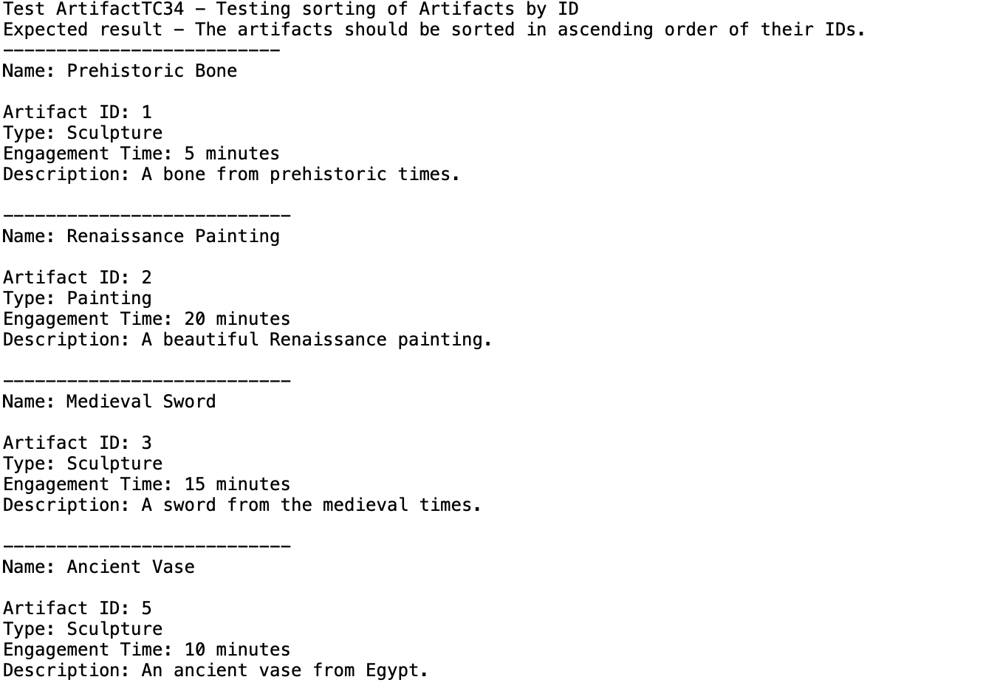 Test ArtifactTC34 – Testing sorting of Artifacts by ID
Expected result – The artifacts should be sorted in ascending order of their IDs.
--------------------------
Name: Prehistoric Bone
Artifact ID: 1
Type: Sculpture
Engagement Time: 5 minutes
Description: A bone from prehistoric times.
---------------------------
Name: Renaissance Painting
Artifact ID: 2
Type: Painting
Engagement Time: 20 minutes
Description: A beautiful Renaissance painting.
---------------------------
Name: Medieval Sword
Artifact ID: 3
Type: Sculpture
Engagement Time: 15 minutes
Description: A sword from the medieval times.
---------------------------
Name: Ancient Vase
Artifact ID: 5
Type: Sculpture
Engagement Time: 10 minutes
Description: An ancient vase from Egypt.